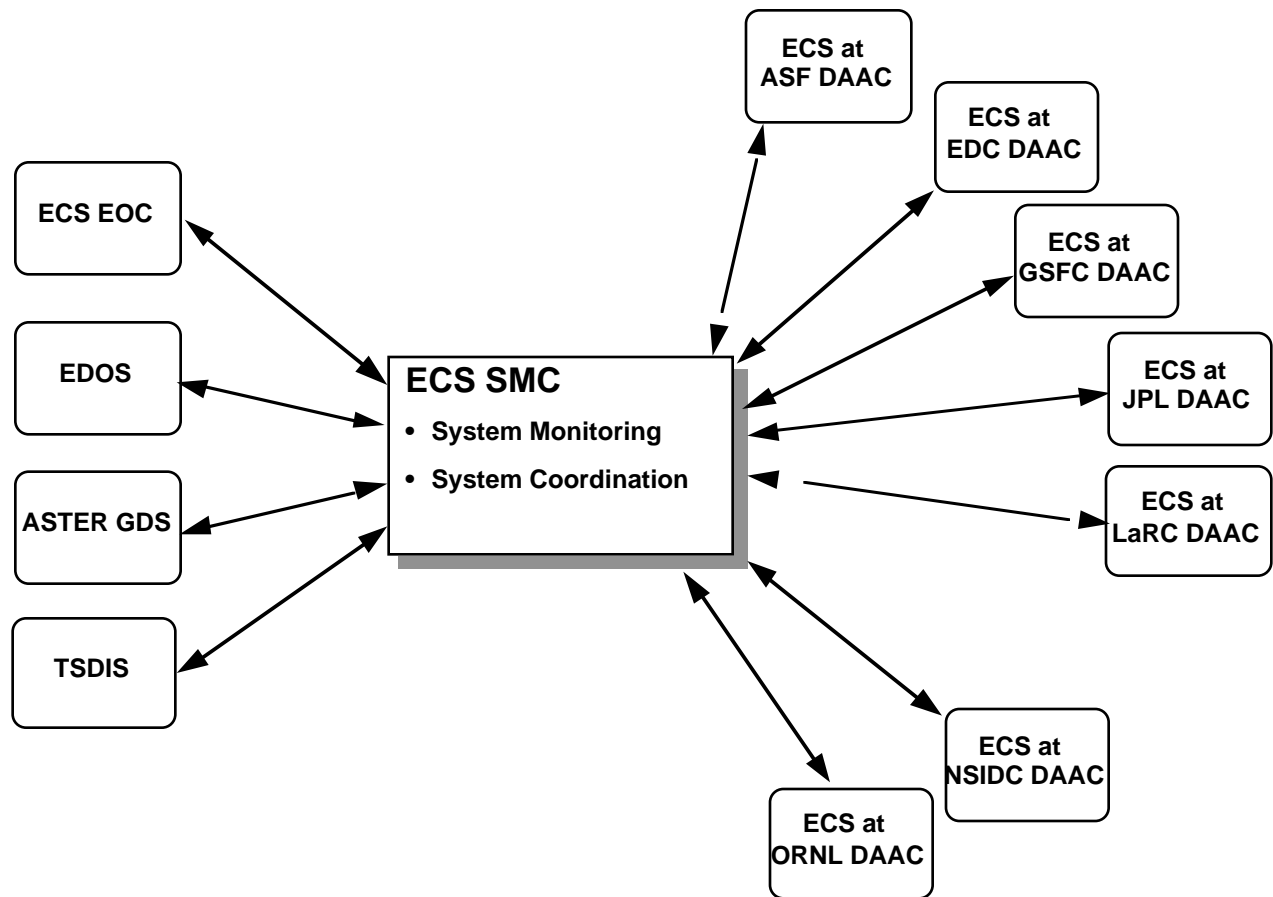 ECS EOC
EDOS
ASTER GDS
TSDIS
ECS SMC
• System Monitoring
• System Coordination
ECS at
ASF DAAC
ECS at
EDC DAAC
ECS at
GSFC DAAC
ECS at
JPL DAAC
ECS at
LaRC DAAC
ECS at
NSIDC DAAC
ECS at
ORNL DAAC